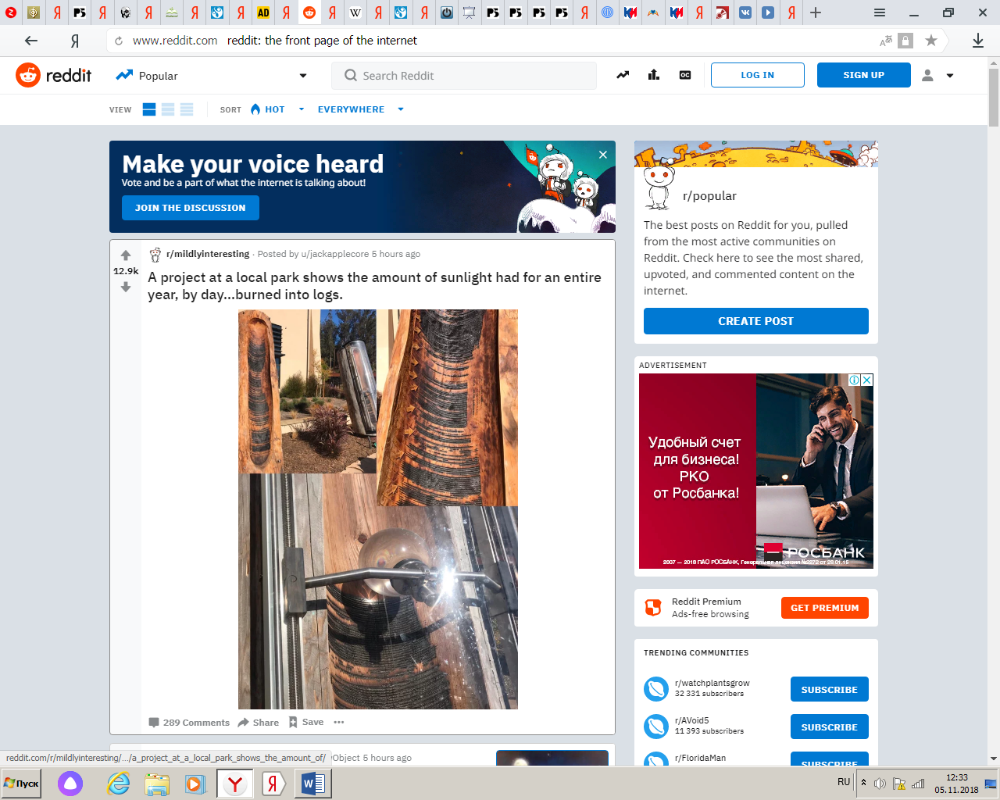 www.reddit.com reddit: the front page of the internet
reddit
Popular
Search Reddit
LOG IN
SIGN UP
VIEW
SORT
HOT
EVERYWHERE
Make your voice heard
Vote and be a part of what the internet is talking about!
JOIN THE DISCUSSION
12.9k
r/mildlyinteresting · Posted by u/jackapplecore 5 hours ago
A project at a local park shows the amount of sunlight had for an entire
year, by day...burned into logs.
289 Comments
Share
Save
r/popular
The best posts on Reddit for you, pulled
from the most active communities on
Reddit. Check here to see the most shared,
upvoted, and commented content on the
internet.
CREATE POST
ADVERTISEMENT
Удобный счет
для бизнеса!
РКО
от Росбанка!
РОСБАНК
2007 — 2018 ПАО РОСБАНК, Генеральная лицензия №2272 от 28.01.15
Reddit Premium
Ads-free browsing
GET PREMIUM
TRENDING COMMUNITIES
r/watchplantsgrow
32 331 subscribers
SUBSCRIBE
r/AVoid5
11 393 subscribers
SUBSCRIBE
r/FloridaMan
SUBSCRIBE
reddit.com/r/mildlyinteresting/.../a_project_at_a_local_park_shows_the_amount_of/
Object 5 hours ago
Пуск
RU
12:33
05.11.2018